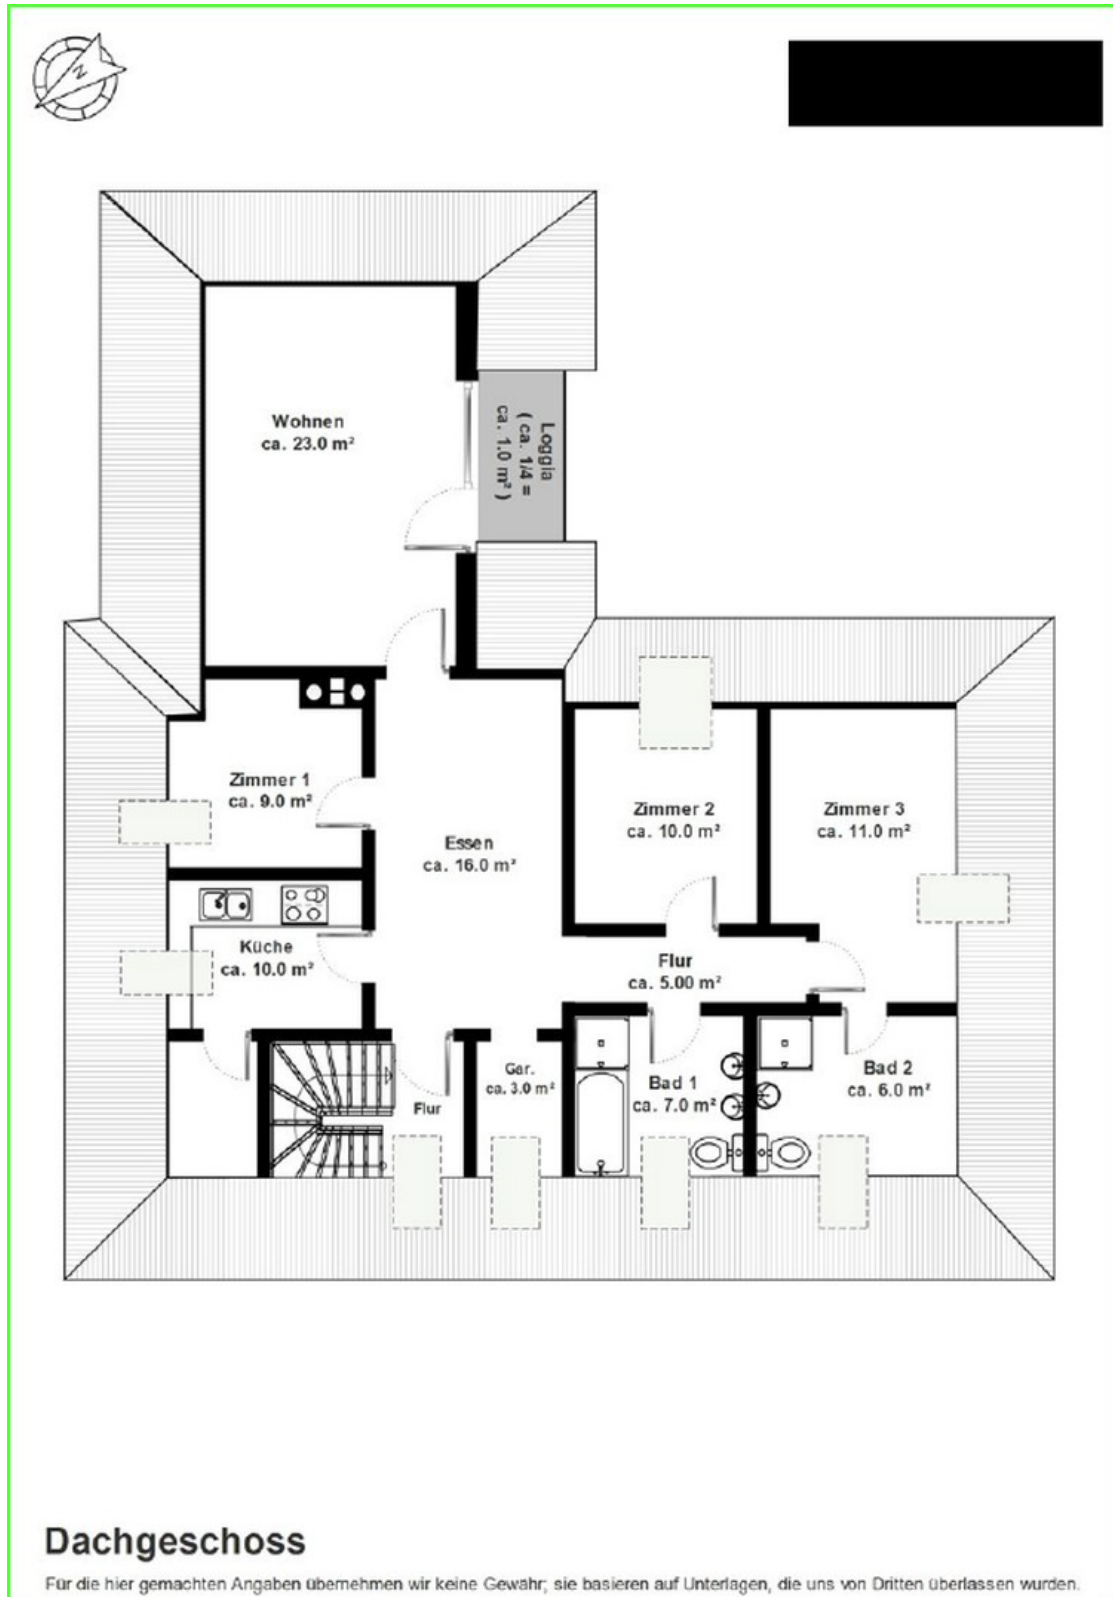 N
Wohnen
ca. 23.0 m²
Loggia
( ca. 1/4 =
ca. 1.0 m² )
Zimmer 1
ca. 9.0 m²
Essen
ca. 16.0 m²
Zimmer 2
ca. 10.0 m²
Zimmer 3
ca. 11.0 m²
Küche
ca. 10.0 m²
Flur
ca. 5.00 m²
Flur
Gar.
ca. 3.0 m²
Bad 1
ca. 7.0 m²
Bad 2
ca. 6.0 m²
Dachgeschoss
Für die hier gemachten Angaben übernehmen wir keine Gewähr; sie basieren auf Unterlagen, die uns von Dritten überlassen wurden.